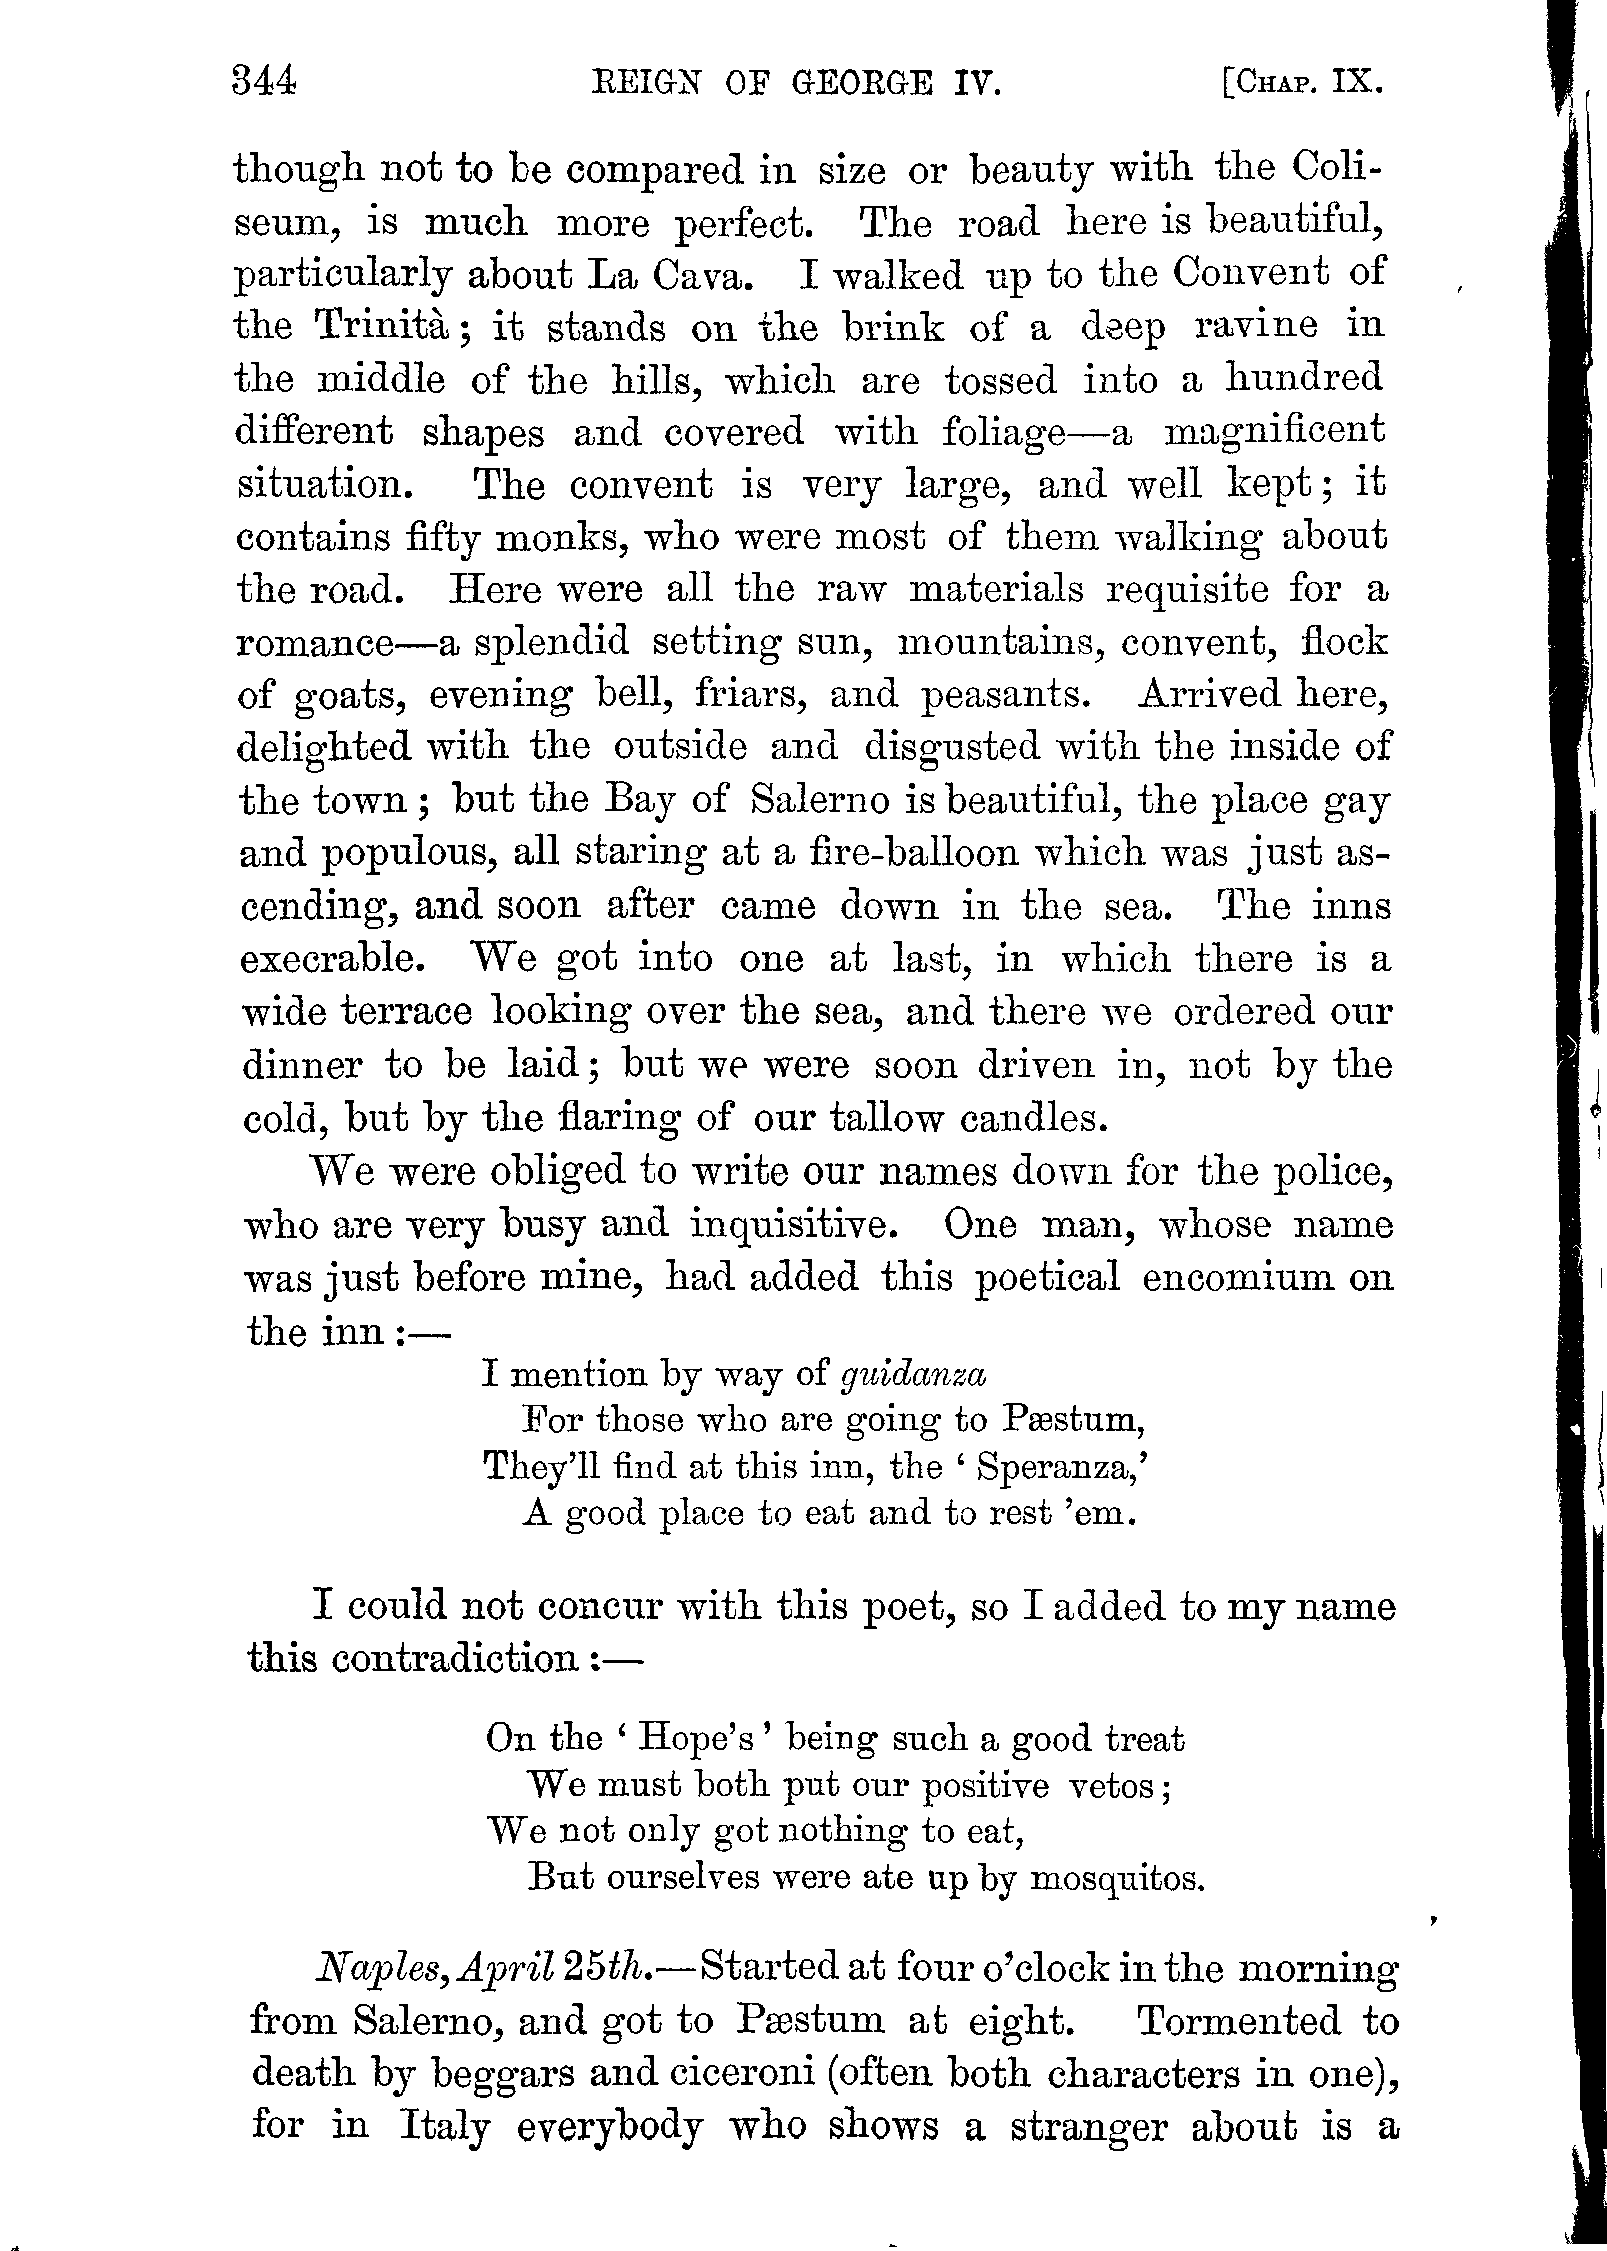 344 REIGN OF GEORGE IV. [CHAP. IX.
though not to be compared in size or beauty with the Coli-
seum, is much more perfect. The road here is beautiful,
particularly about La Cava. I walked up to the Convent of
the Trinità; it stands on the brink of a deep ravine in
the middle of the hills, which are tossed into a hundred
different shapes and covered with foliage—a magnificent
situation. The convent is very large, and well kept; it
contains fifty monks, who were most of them walking about
the road. Here were all the raw materials requisite for a
romance—a splendid setting sun, mountains, convent, flock
of goats, evening bell, friars, and peasants. Arrived here,
delighted with the outside and disgusted with the inside of
the town; but the Bay of Salerno is beautiful, the place gay
and populous, all staring at a fire-balloon which was just as-
cending, and soon after came down in the sea. The inns
execrable. We got into one at last, in which there is a
wide terrace looking over the sea, and there we ordered our
dinner to be laid; but we were soon driven in, not by the
cold, but by the flaring of our tallow candles.
We were obliged to write our names down for the police,
who are very busy and inquisitive. One man, whose name
was just before mine, had added this poetical encomium on
the inn:—
I mention by way of guidanza
For those who are going to Pæstum,
They'll find at this inn, the ' Speranza,'
A good place to eat and to rest 'em.
I could not concur with this poet, so I added to my name
this contradiction:—
On the ' Hope's' being such a good treat
We must both put our positive vetos;
We not only got nothing to eat,
But ourselves were ate up by mosquitos.
Naples, April 25th.—Started at four o'clock in the morning
from Salerno, and got to Pæstum at eight. Tormented to
death by beggars and ciceroni (often both characters in one),
for in Italy everybody who shows a stranger about is a